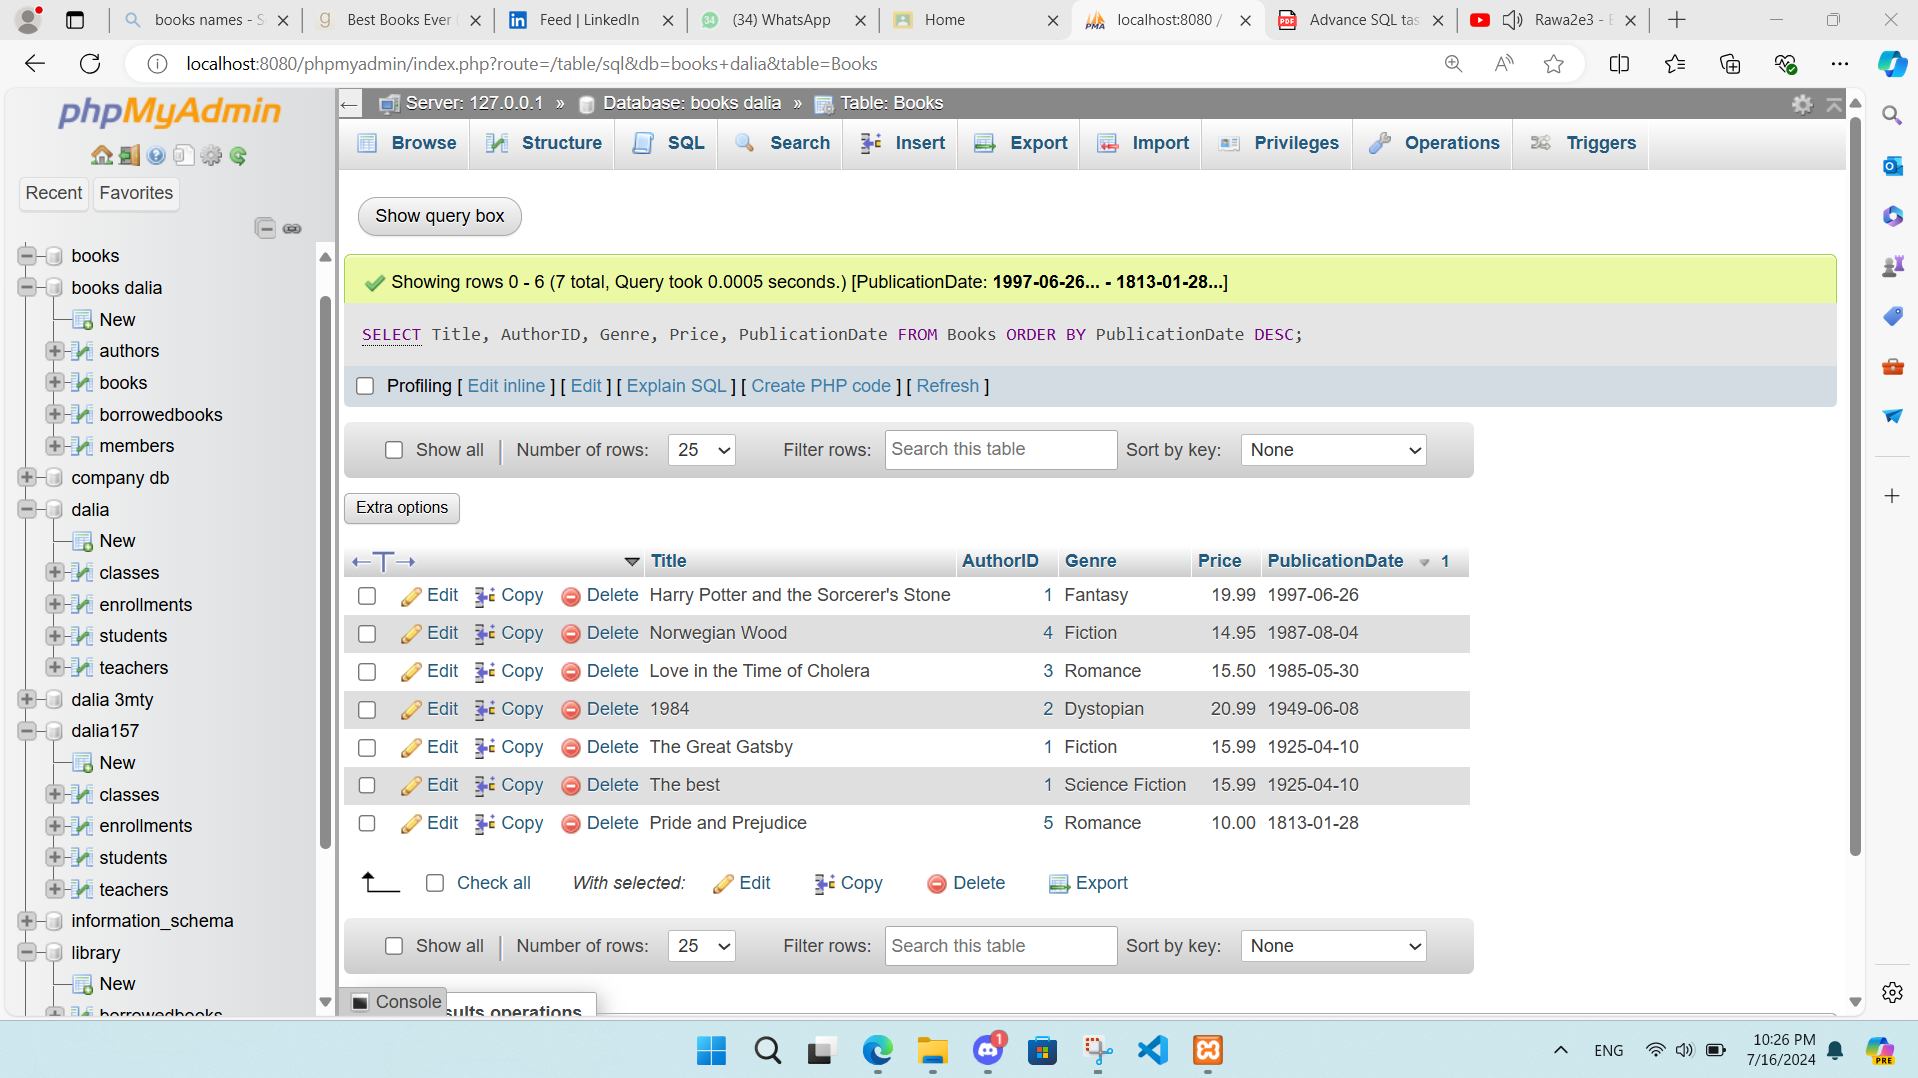 books names - S
Best Books Ever
Feed | LinkedIn
(34) WhatsApp
Home
localhost:8080 /
Advance SQL tas
Rawa2e3 - E
localhost:8080/phpmyadmin/index.php?route=/table/sql&db=books+dalia&table=Books
phpMyAdmin
Recent
Favorites
books
books dalia
New
authors
books
borrowedbooks
members
company db
dalia
New
classes
enrollments
students
teachers
dalia 3mty
dalia157
New
classes
enrollments
students
teachers
information_schema
library
New
borrowedbooks
Server: 127.0.0.1 » Database: books dalia » Table: Books
Browse Structure SQL Search Insert Export Import Privileges Operations Triggers
Show query box
Showing rows 0 - 6 (7 total, Query took 0.0005 seconds.) [PublicationDate: 1997-06-26... - 1813-01-28...]
SELECT Title, AuthorID, Genre, Price, PublicationDate FROM Books ORDER BY PublicationDate DESC;
Profiling [ Edit inline ] [ Edit ] [ Explain SQL ] [ Create PHP code ] [ Refresh ]
Show all | Number of rows: 25 Filter rows: Search this table Sort by key: None
Extra options
Title AuthorID Genre Price PublicationDate 1
Edit Copy Delete Harry Potter and the Sorcerer's Stone 1 Fantasy 19.99 1997-06-26
Edit Copy Delete Norwegian Wood 4 Fiction 14.95 1987-08-04
Edit Copy Delete Love in the Time of Cholera 3 Romance 15.50 1985-05-30
Edit Copy Delete 1984 2 Dystopian 20.99 1949-06-08
Edit Copy Delete The Great Gatsby 1 Fiction 15.99 1925-04-10
Edit Copy Delete The best 1 Science Fiction 15.99 1925-04-10
Edit Copy Delete Pride and Prejudice 5 Romance 10.00 1813-01-28
Check all With selected: Edit Copy Delete Export
Show all | Number of rows: 25 Filter rows: Search this table Sort by key: None
Console
sults operations
1
ENG
10:26 PM
7/16/2024
PRE